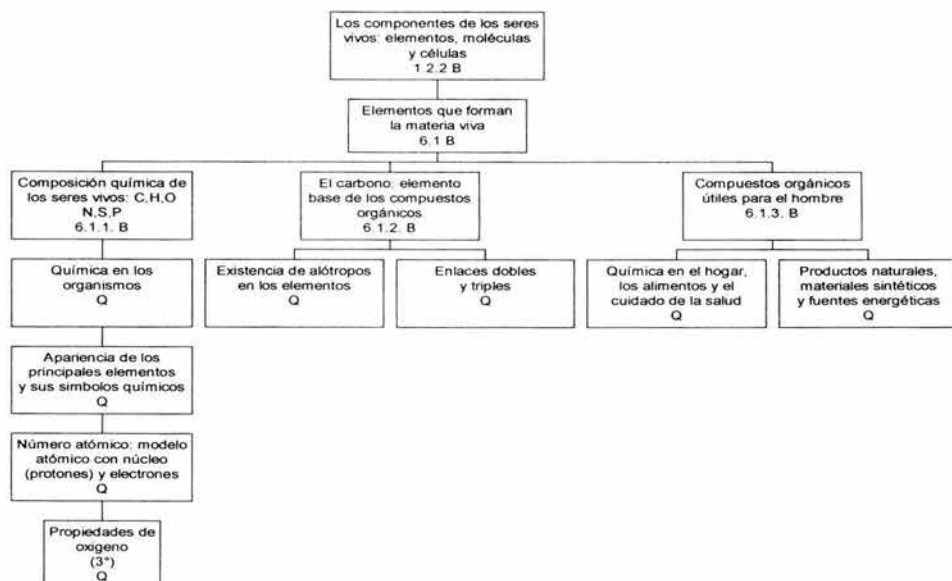 Los componentes de los seres
vivos: elementos, moléculas
y células
1.2.2 B
Elementos que forman
la materia viva
6.1 B
Composición química de
los seres vivos: C,H,O
N,S,P
6.1.1. B
El carbono: elemento
base de los compuestos
orgánicos
6.1.2. B
Compuestos orgánicos
útiles para el hombre
6.1.3. B
Química en los
organismos
Q
Existencia de alótropos
en los elementos
Q
Enlaces dobles
y triples
Q
Química en el hogar,
los alimentos y el
cuidado de la salud
Q
Productos naturales,
materiales sintéticos
y fuentes energéticas
Q
Apariencia de los
principales elementos
y sus simbolos químicos
Q
Número atómico: modelo
atómico con núcleo
(protones) y electrones
Q
Propiedades de
oxigeno
(3°)
Q